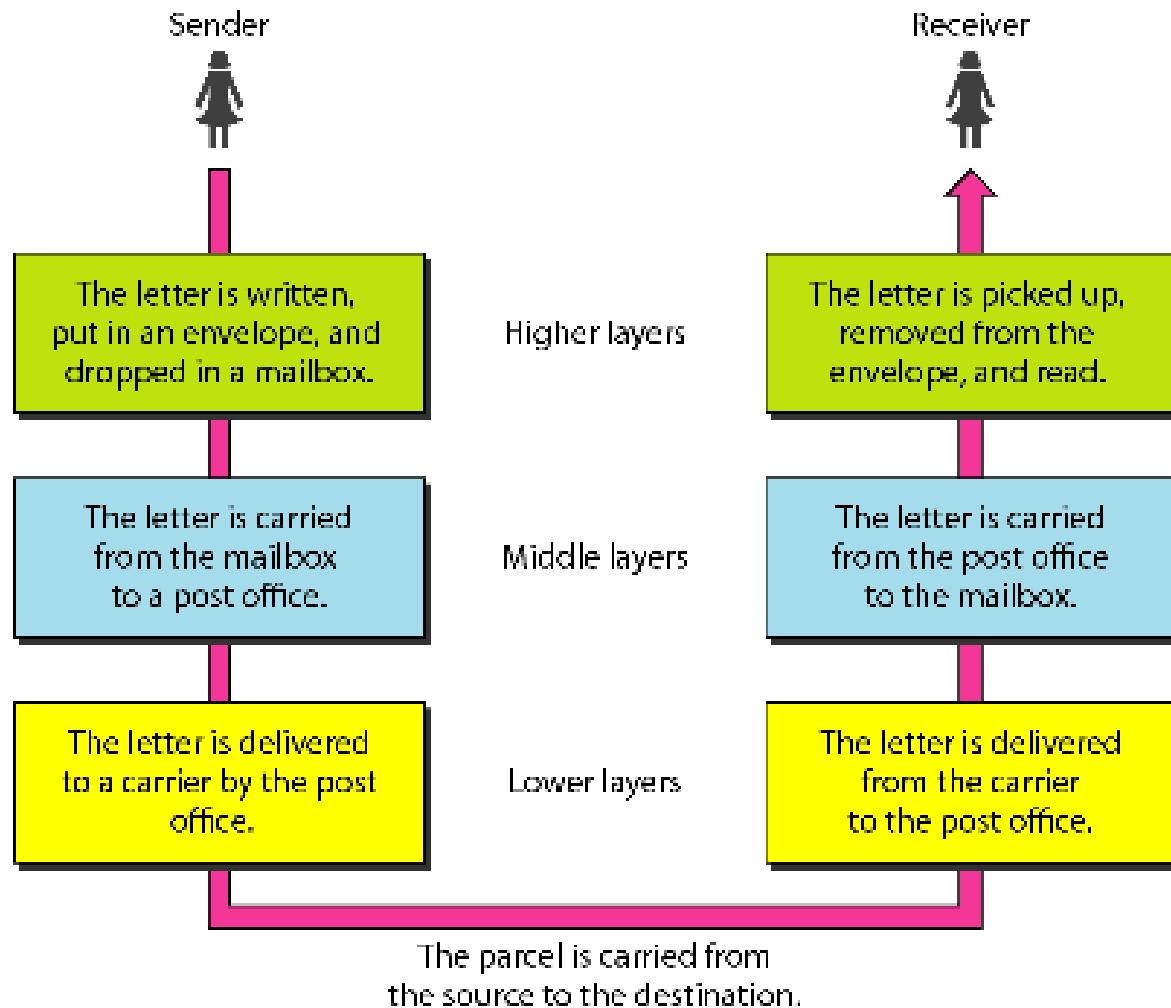 Sender
Receiver
The letter is written,
put in an envelope, and
dropped in a mailbox.
Higher layers
The letter is picked up,
removed from the
envelope, and read.
The letter is carried
from the mailbox
to a post office.
Middle layers
The letter is carried
from the post office
to the mailbox.
The letter is delivered
to a carrier by the post
office.
Lower layers
The letter is delivered
from the carrier
to the post office.
The parcel is carried from
the source to the destination.